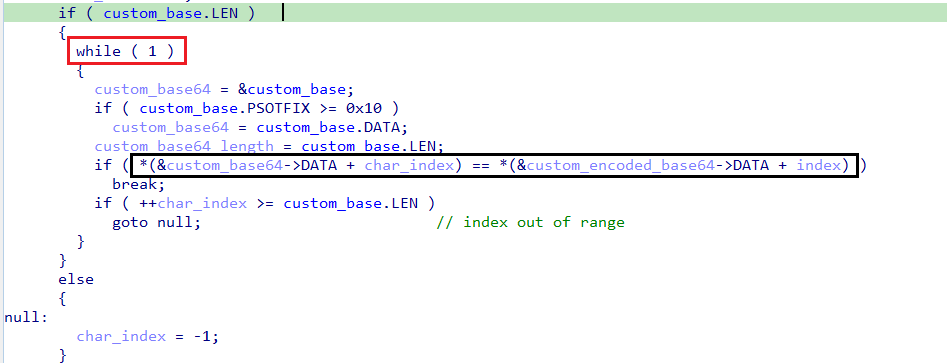 if ( custom_base.LEN )
{
while ( 1 )
{
custom_base64 = &custom_base;
if ( custom_base.PSOTFIX >= 0x10 )
custom_base64 = custom_base.DATA;
custom_base64_length = custom_base.LEN;
if ( *(&custom_base64->DATA + char_index) == *(&custom_encoded_base64->DATA + index) )
break;
if ( ++char_index >= custom_base.LEN )
goto null; // index out of range
}
}
else
{
null:
char_index = -1;
}